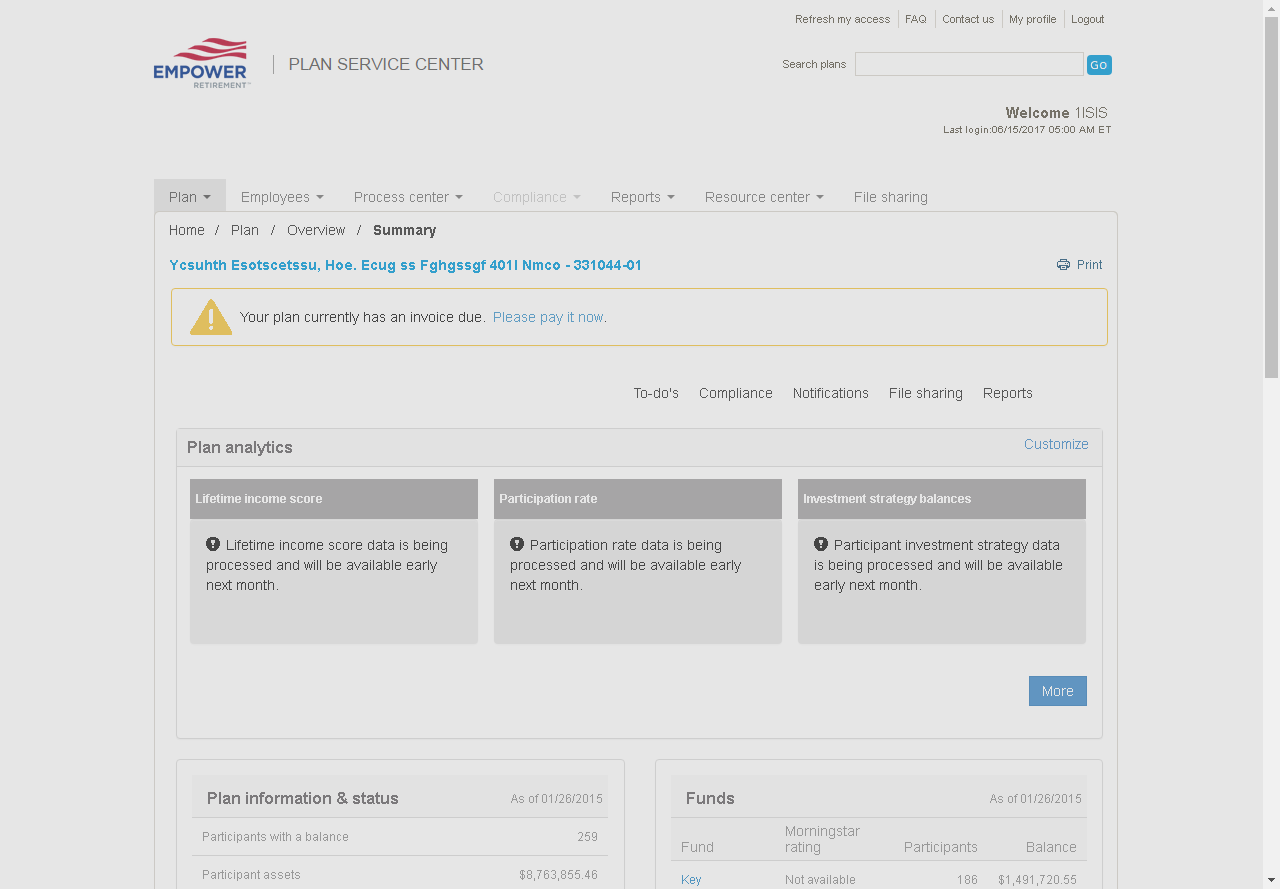 Refresh my access FAQ Contact us My profile Logout
EMPOWER
RETIREMENT™
PLAN SERVICE CENTER
Search plans Go
Welcome 1ISIS
Last login:06/15/2017 05:00 AM ET
Plan Employees Process center Compliance Reports Resource center File sharing
Home / Plan / Overview / Summary
Ycsuhth Esotscetssu, Hoe. Ecug ss Fghgssgf 401I Nmco - 331044-01
Print
Your plan currently has an invoice due. Please pay it now.
To-do's Compliance Notifications File sharing Reports
Plan analytics
Customize
Lifetime income score
Lifetime income score data is being
processed and will be available early
next month.
Participation rate
Participation rate data is being
processed and will be available early
next month.
Investment strategy balances
Participant investment strategy data
is being processed and will be available
early next month.
More
Plan information & status As of 01/26/2015
Participants with a balance 259
Participant assets $8,763,855.46
Funds As of 01/26/2015
Fund Morningstar
rating Participants Balance
Key Not available 186 $1,491,720.55